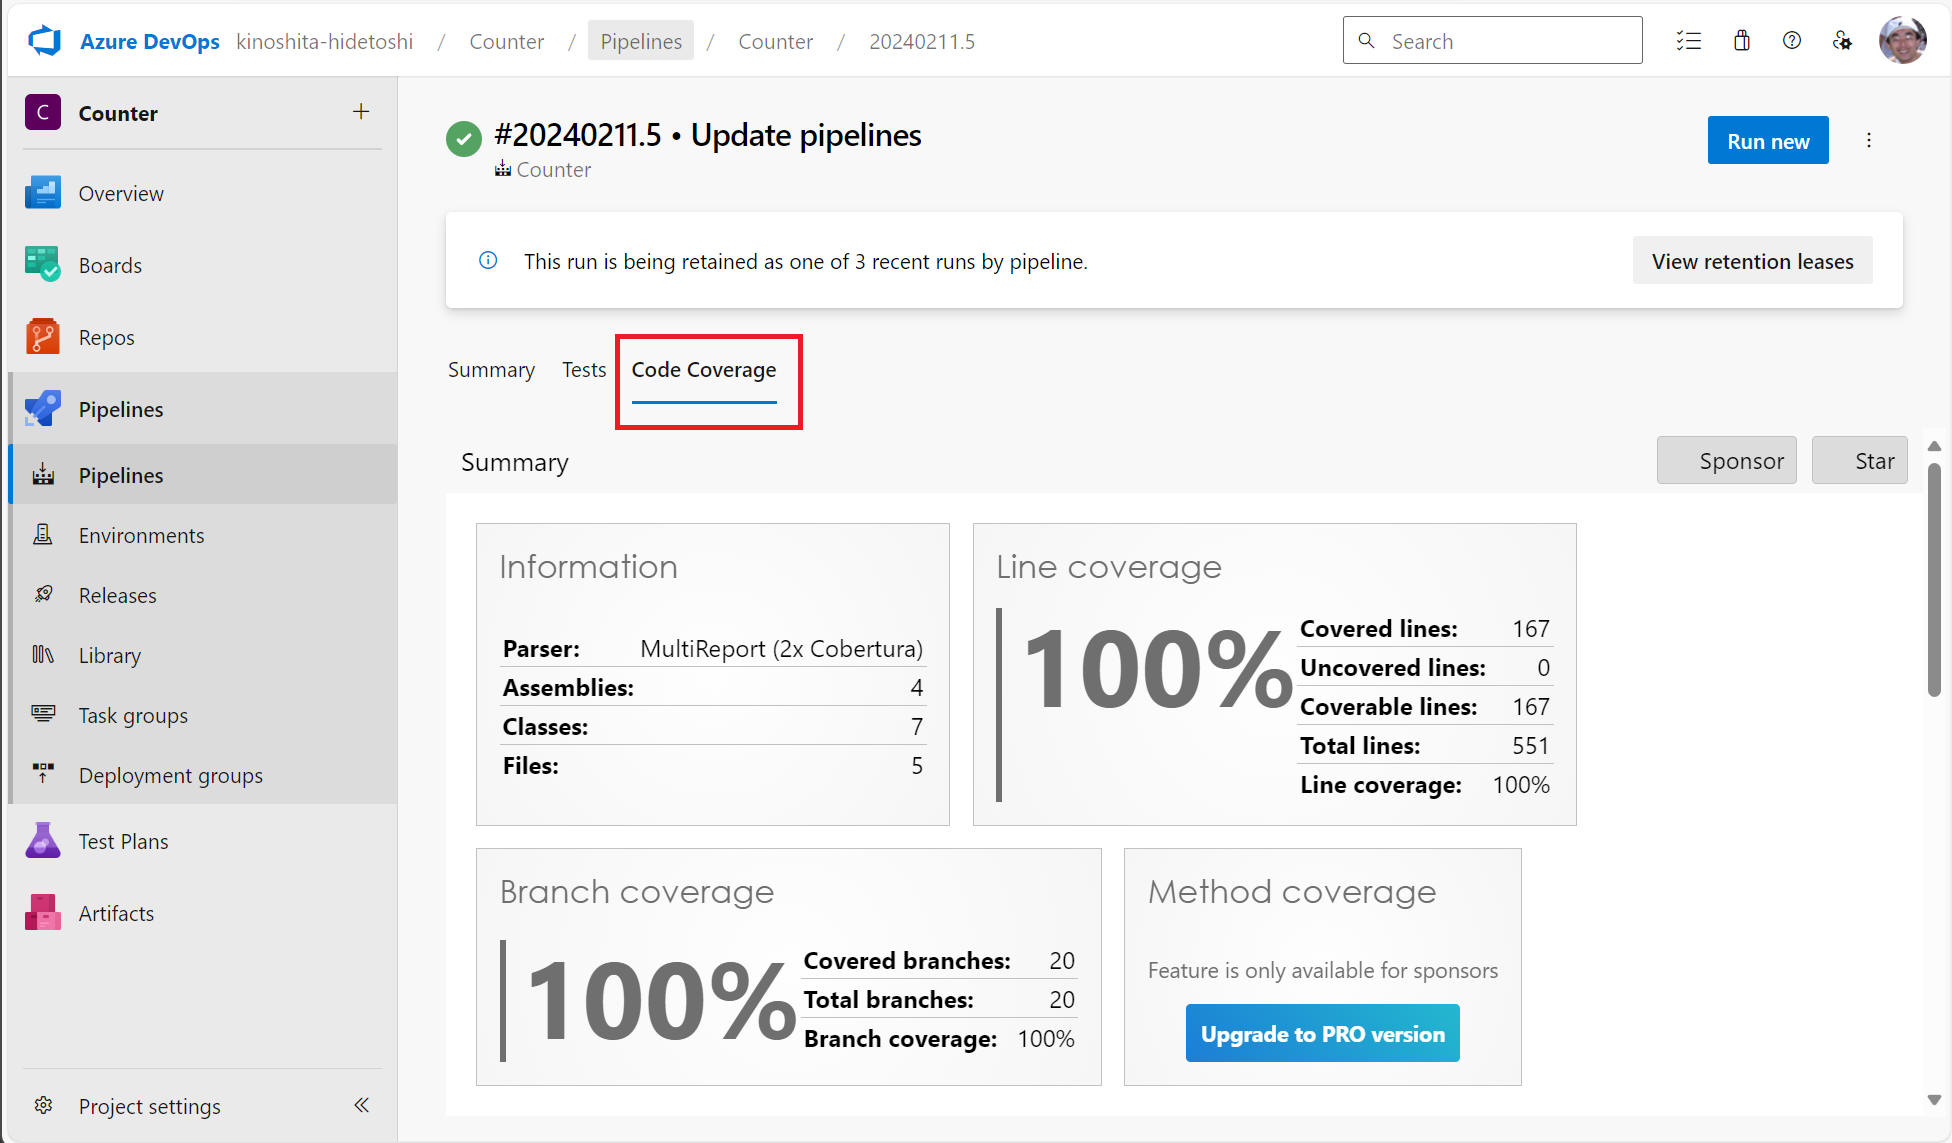 Azure DevOps kinoshita-hidetoshi / Counter / Pipelines / Counter / 20240211.5
Search
C Counter +
Overview
Boards
Repos
Pipelines
Pipelines
Environments
Releases
Library
Task groups
Deployment groups
Test Plans
Artifacts
Project settings
#20240211.5 • Update pipelines
Counter
Run new
This run is being retained as one of 3 recent runs by pipeline.
View retention leases
Summary Tests Code Coverage
Summary
Sponsor Star
Information
Parser: MultiReport (2x Cobertura)
Assemblies: 4
Classes: 7
Files: 5
Line coverage
100%
Covered lines: 167
Uncovered lines: 0
Coverable lines: 167
Total lines: 551
Line coverage: 100%
Branch coverage
100%
Covered branches: 20
Total branches: 20
Branch coverage: 100%
Method coverage
Feature is only available for sponsors
Upgrade to PRO version